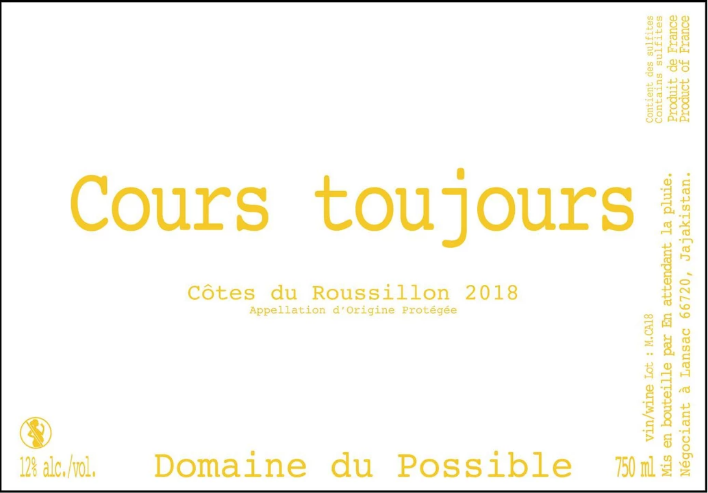 Cours toujours
Côtes du Roussillon 2018
Appellation d'Origine Protégée
12% alc./vol.
Domaine du Possible
750 ml
vin/wine Lot : M.CA18
Mis en bouteille par En attendant la pluie.
Négociant à Lansac 66720, Jajakistan.
Contient des sulfites
Contains sulfites
Produit de France
Product of France